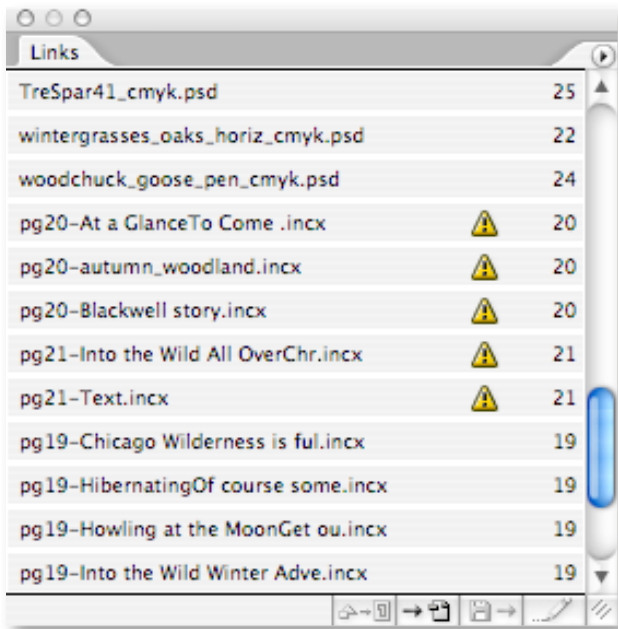 Links
TreSpar41_cmyk.psd 25
wintergrasses_oaks_horiz_cmyk.psd 22
woodchuck_goose_pen_cmyk.psd 24
pg20-At a GlanceTo Come .incx 20
pg20-autumn_woodland.incx 20
pg20-Blackwell story.incx 20
pg21-Into the Wild All OverChr.incx 21
pg21-Text.incx 21
pg19-Chicago Wilderness is ful.incx 19
pg19-HibernatingOf course some.incx 19
pg19-Howling at the MoonGet ou.incx 19
pg19-Into the Wild Winter Adve.incx 19